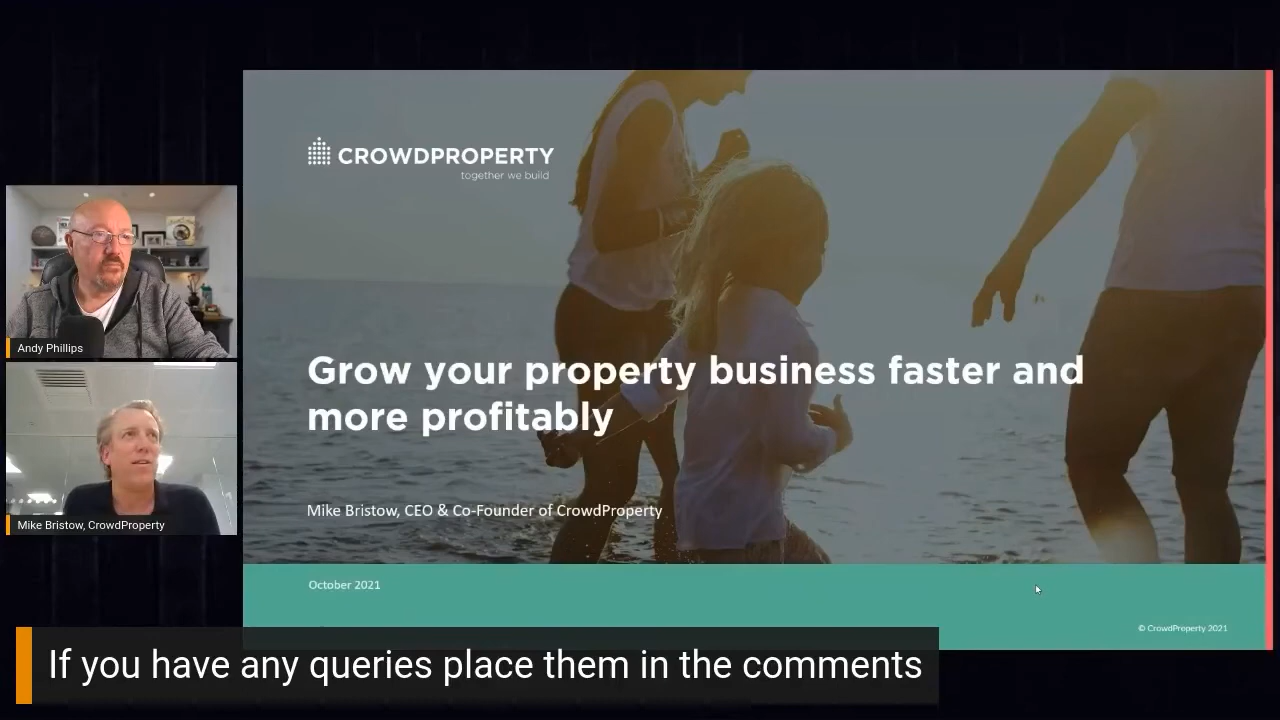 CROWDPROPERTY
together we build
Grow your property business faster and
more profitably
Mike Bristow, CEO & Co-Founder of CrowdProperty
October 2021
© CrowdProperty 2021
Andy Phillips
Mike Bristow, CrowdProperty
If you have any queries place them in the comments